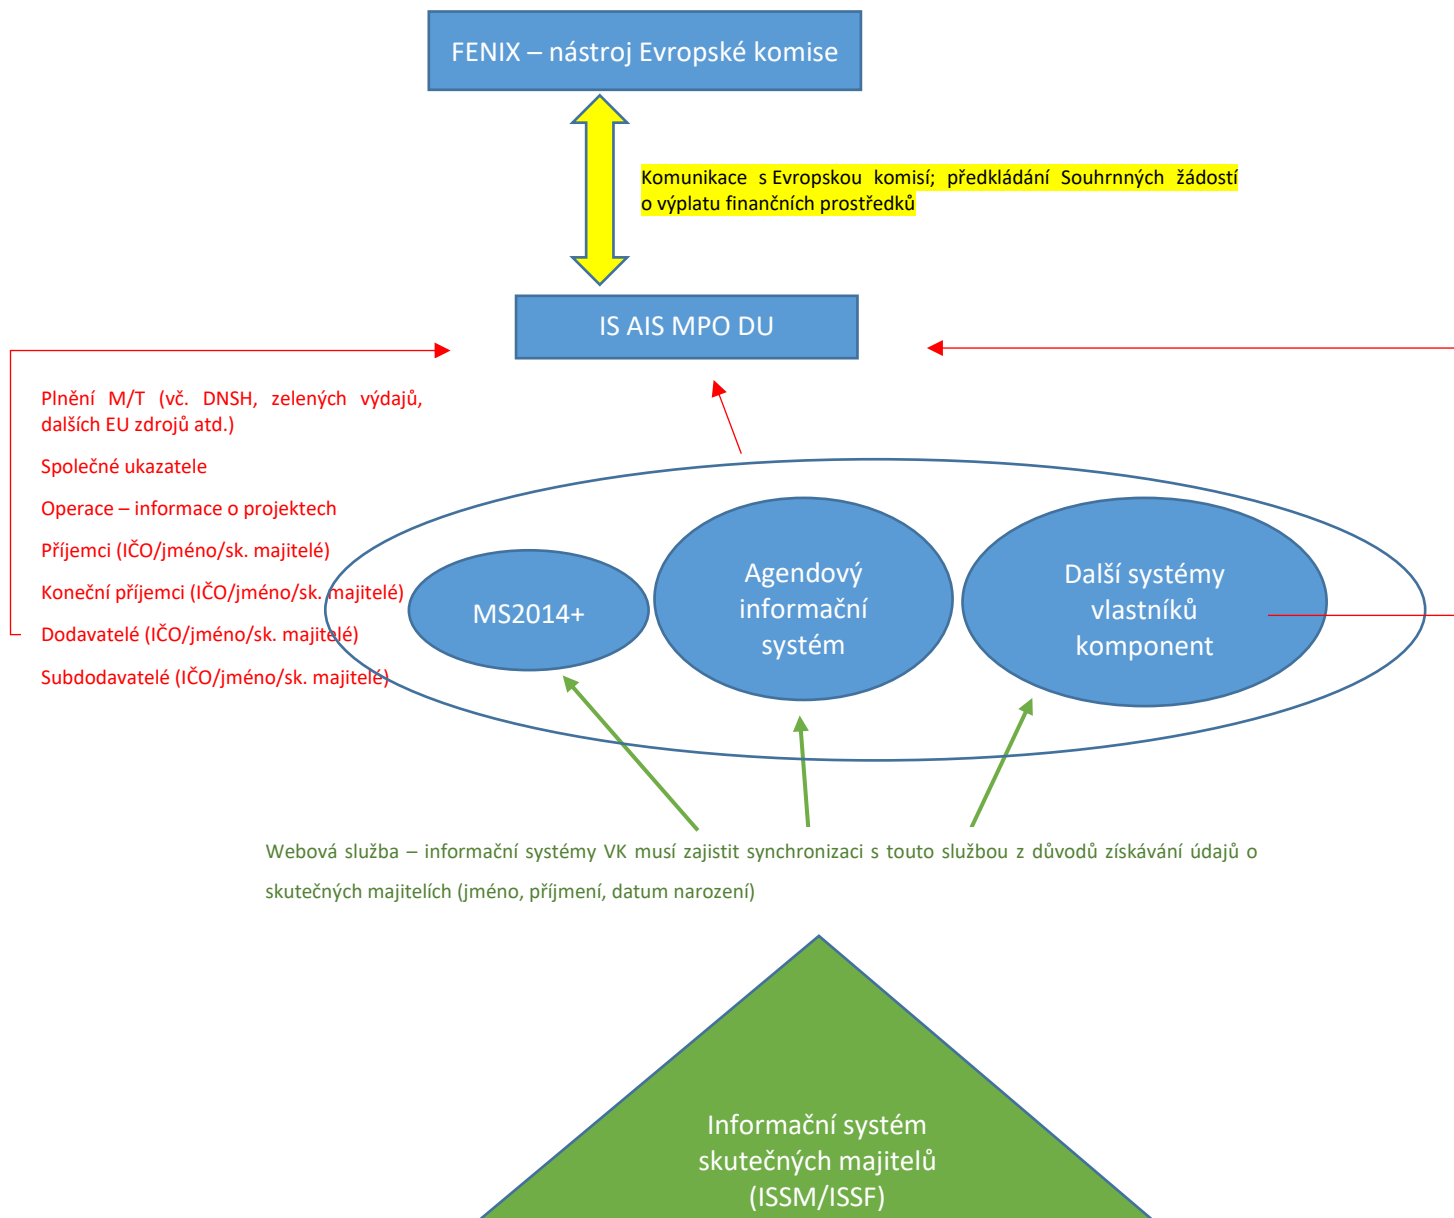 FENIX – nástroj Evropské komise
Komunikace s Evropskou komisí; předkládání Souhrnných žádostí
o výplatu finančních prostředků
IS AIS MPO DU
Plnění M/T (vč. DNSH, zelených výdajů,
dalších EU zdrojů atd.)
Společné ukazatele
Operace – informace o projektech
Příjemci (IČO/jméno/sk. majitelé)
Koneční příjemci (IČO/jméno/sk. majitelé)
Dodavatelé (IČO/jméno/sk. majitelé)
Subdodavatelé (IČO/jméno/sk. majitelé)
MS2014+
Agendový
informační
systém
Další systémy
vlastníků
komponent
Webová služba – informační systémy VK musí zajistit synchronizaci s touto službou z důvodů získávání údajů o
skutečných majitelích (jméno, příjmení, datum narození)
Informační systém
skutečných majitelů
(ISSM/ISSF)